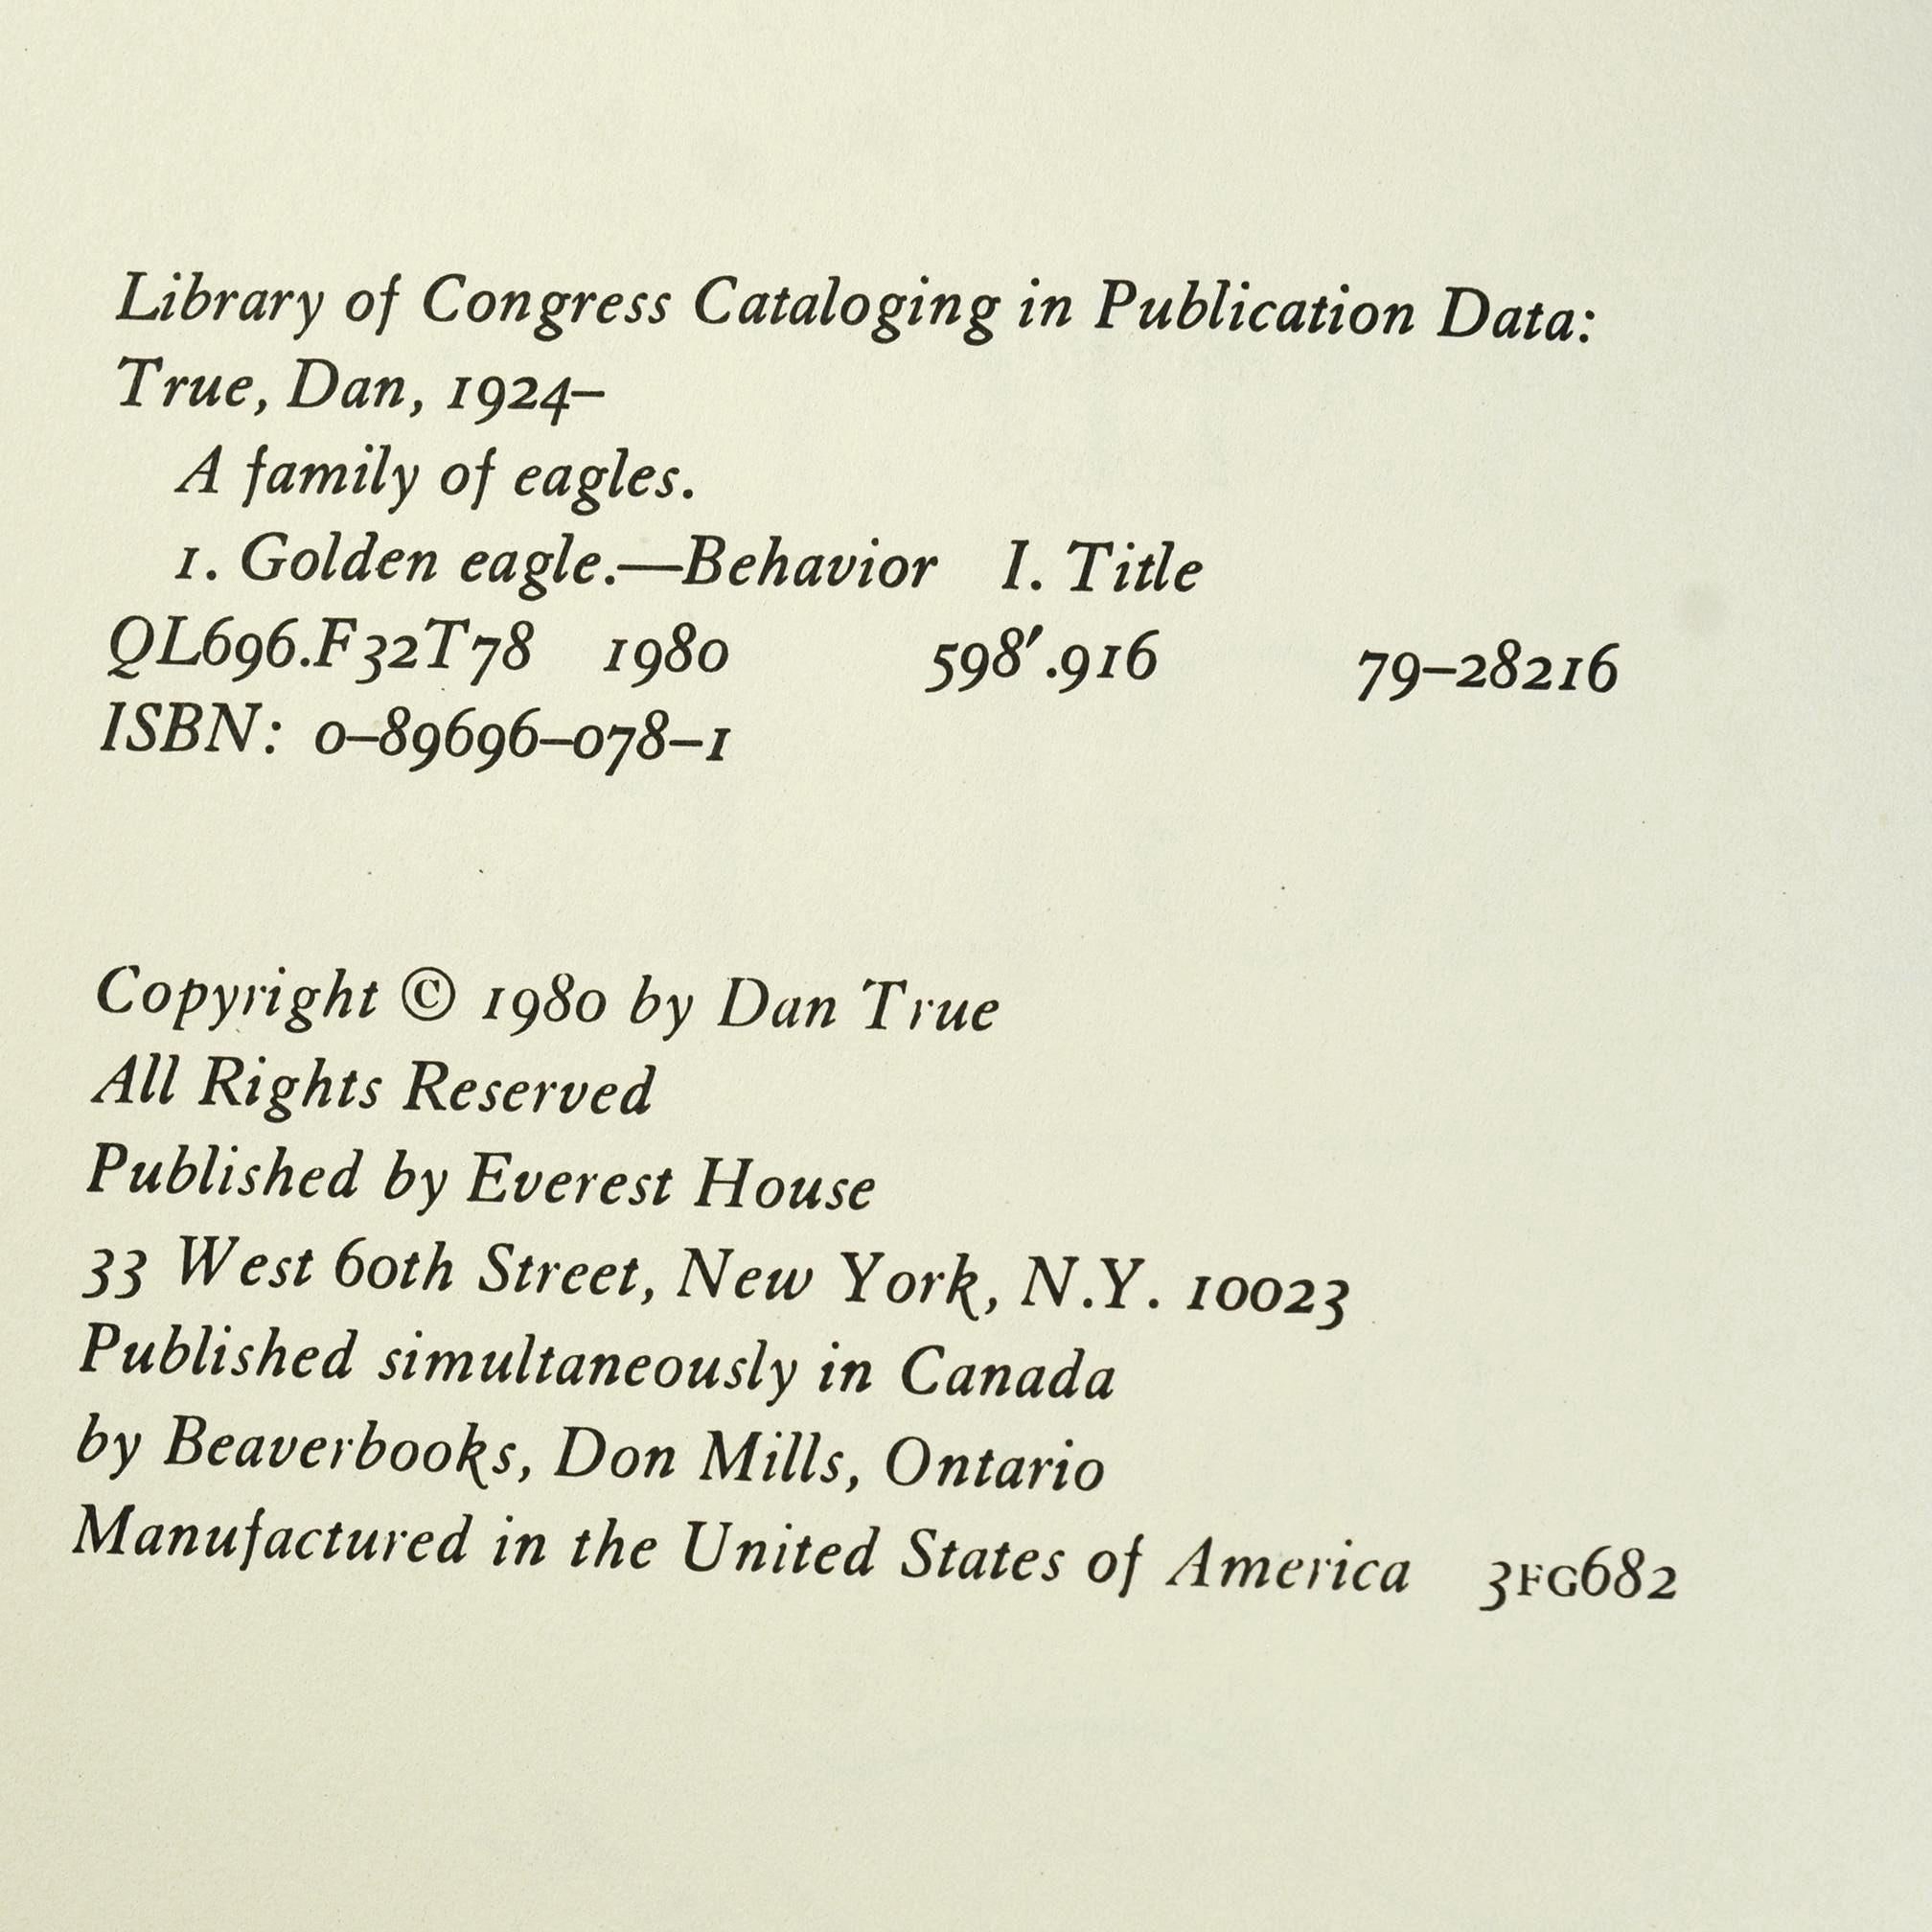 Library of Congress Cataloging in Publication Data:
True, Dan, 1924–
A family of eagles.
1. Golden eagle.—Behavior I. Title
QL696.F32T78 1980 598′.916 79–28216
ISBN: 0–89696–078–1
Copyright © 1980 by Dan True
All Rights Reserved
Published by Everest House
33 West 60th Street, New York, N.Y. 10023
Published simultaneously in Canada
by Beaverbooks, Don Mills, Ontario
Manufactured in the United States of America 3FG682